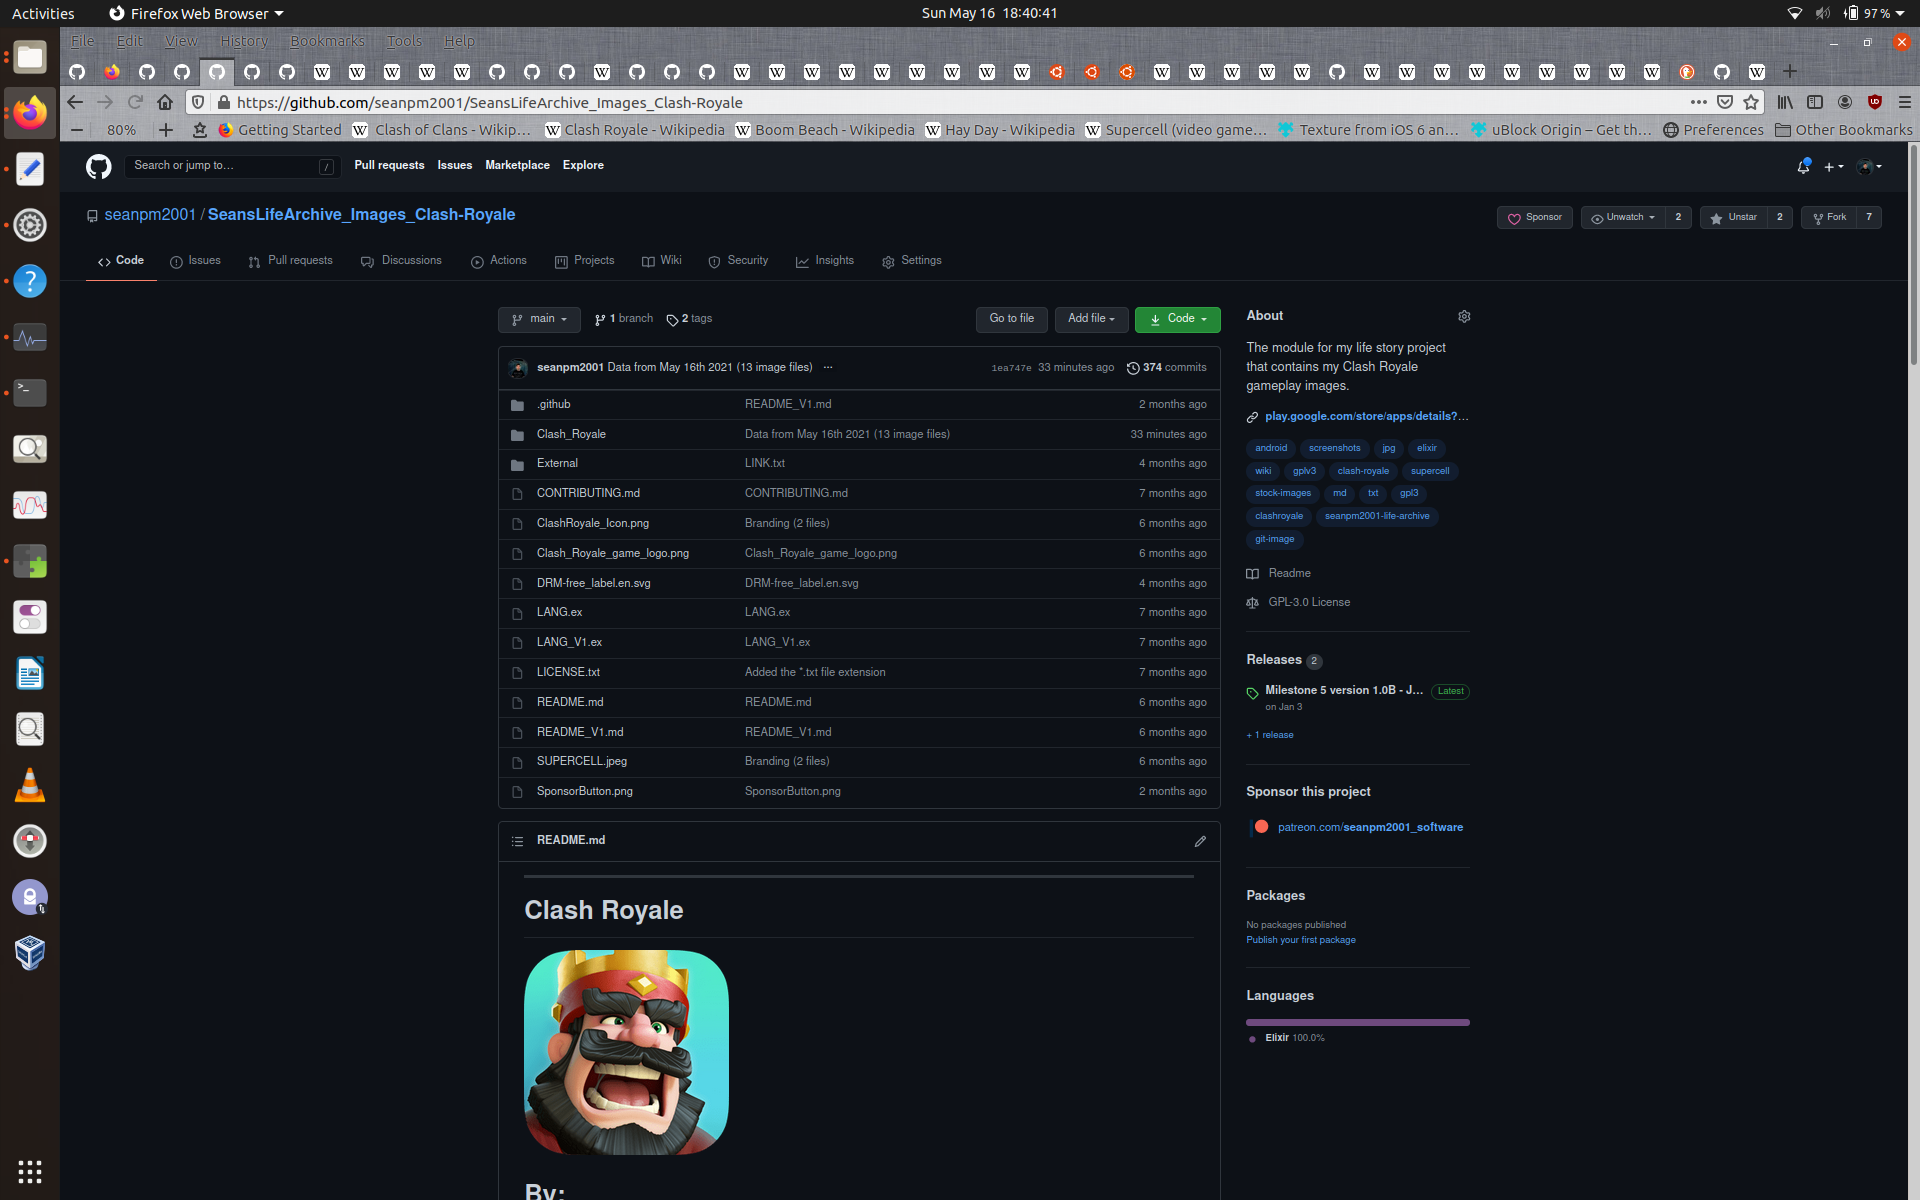 Activities
Firefox Web Browser
Sun May 16 18:40:41
97 %
File Edit View History Bookmarks Tools Help
https://github.com/seanpm2001/SeansLifeArchive_Images_Clash-Royale
80%
Getting Started
Clash of Clans - Wikip…
Clash Royale - Wikipedia
Boom Beach - Wikipedia
Hay Day - Wikipedia
Supercell (video game…
Texture from iOS 6 an…
uBlock Origin – Get th…
Preferences
Other Bookmarks
Search or jump to…
/
Pull requests
Issues
Marketplace
Explore
seanpm2001 / SeansLifeArchive_Images_Clash-Royale
Sponsor
Unwatch 2
Unstar 2
Fork 7
Code
Issues
Pull requests
Discussions
Actions
Projects
Wiki
Security
Insights
Settings
main
1 branch
2 tags
Go to file
Add file
Code
seanpm2001 Data from May 16th 2021 (13 image files) ...
1ea747e 33 minutes ago
374 commits
.github README_V1.md 2 months ago
Clash_Royale Data from May 16th 2021 (13 image files) 33 minutes ago
External LINK.txt 4 months ago
CONTRIBUTING.md CONTRIBUTING.md 7 months ago
ClashRoyale_Icon.png Branding (2 files) 6 months ago
Clash_Royale_game_logo.png Clash_Royale_game_logo.png 6 months ago
DRM-free_label.en.svg DRM-free_label.en.svg 4 months ago
LANG.ex LANG.ex 7 months ago
LANG_V1.ex LANG_V1.ex 7 months ago
LICENSE.txt Added the *.txt file extension 7 months ago
README.md README.md 6 months ago
README_V1.md README_V1.md 6 months ago
SUPERCELL.jpeg Branding (2 files) 6 months ago
SponsorButton.png SponsorButton.png 2 months ago
README.md
Clash Royale
By:
About
The module for my life story project
that contains my Clash Royale
gameplay images.
play.google.com/store/apps/details?…
android screenshots jpg elixir
wiki gplv3 clash-royale supercell
stock-images md txt gpl3
clashroyale seanpm2001-life-archive
git-image
Readme
GPL-3.0 License
Releases 2
Milestone 5 version 1.0B - J… Latest
on Jan 3
+ 1 release
Sponsor this project
patreon.com/seanpm2001_software
Packages
No packages published
Publish your first package
Languages
Elixir 100.0%